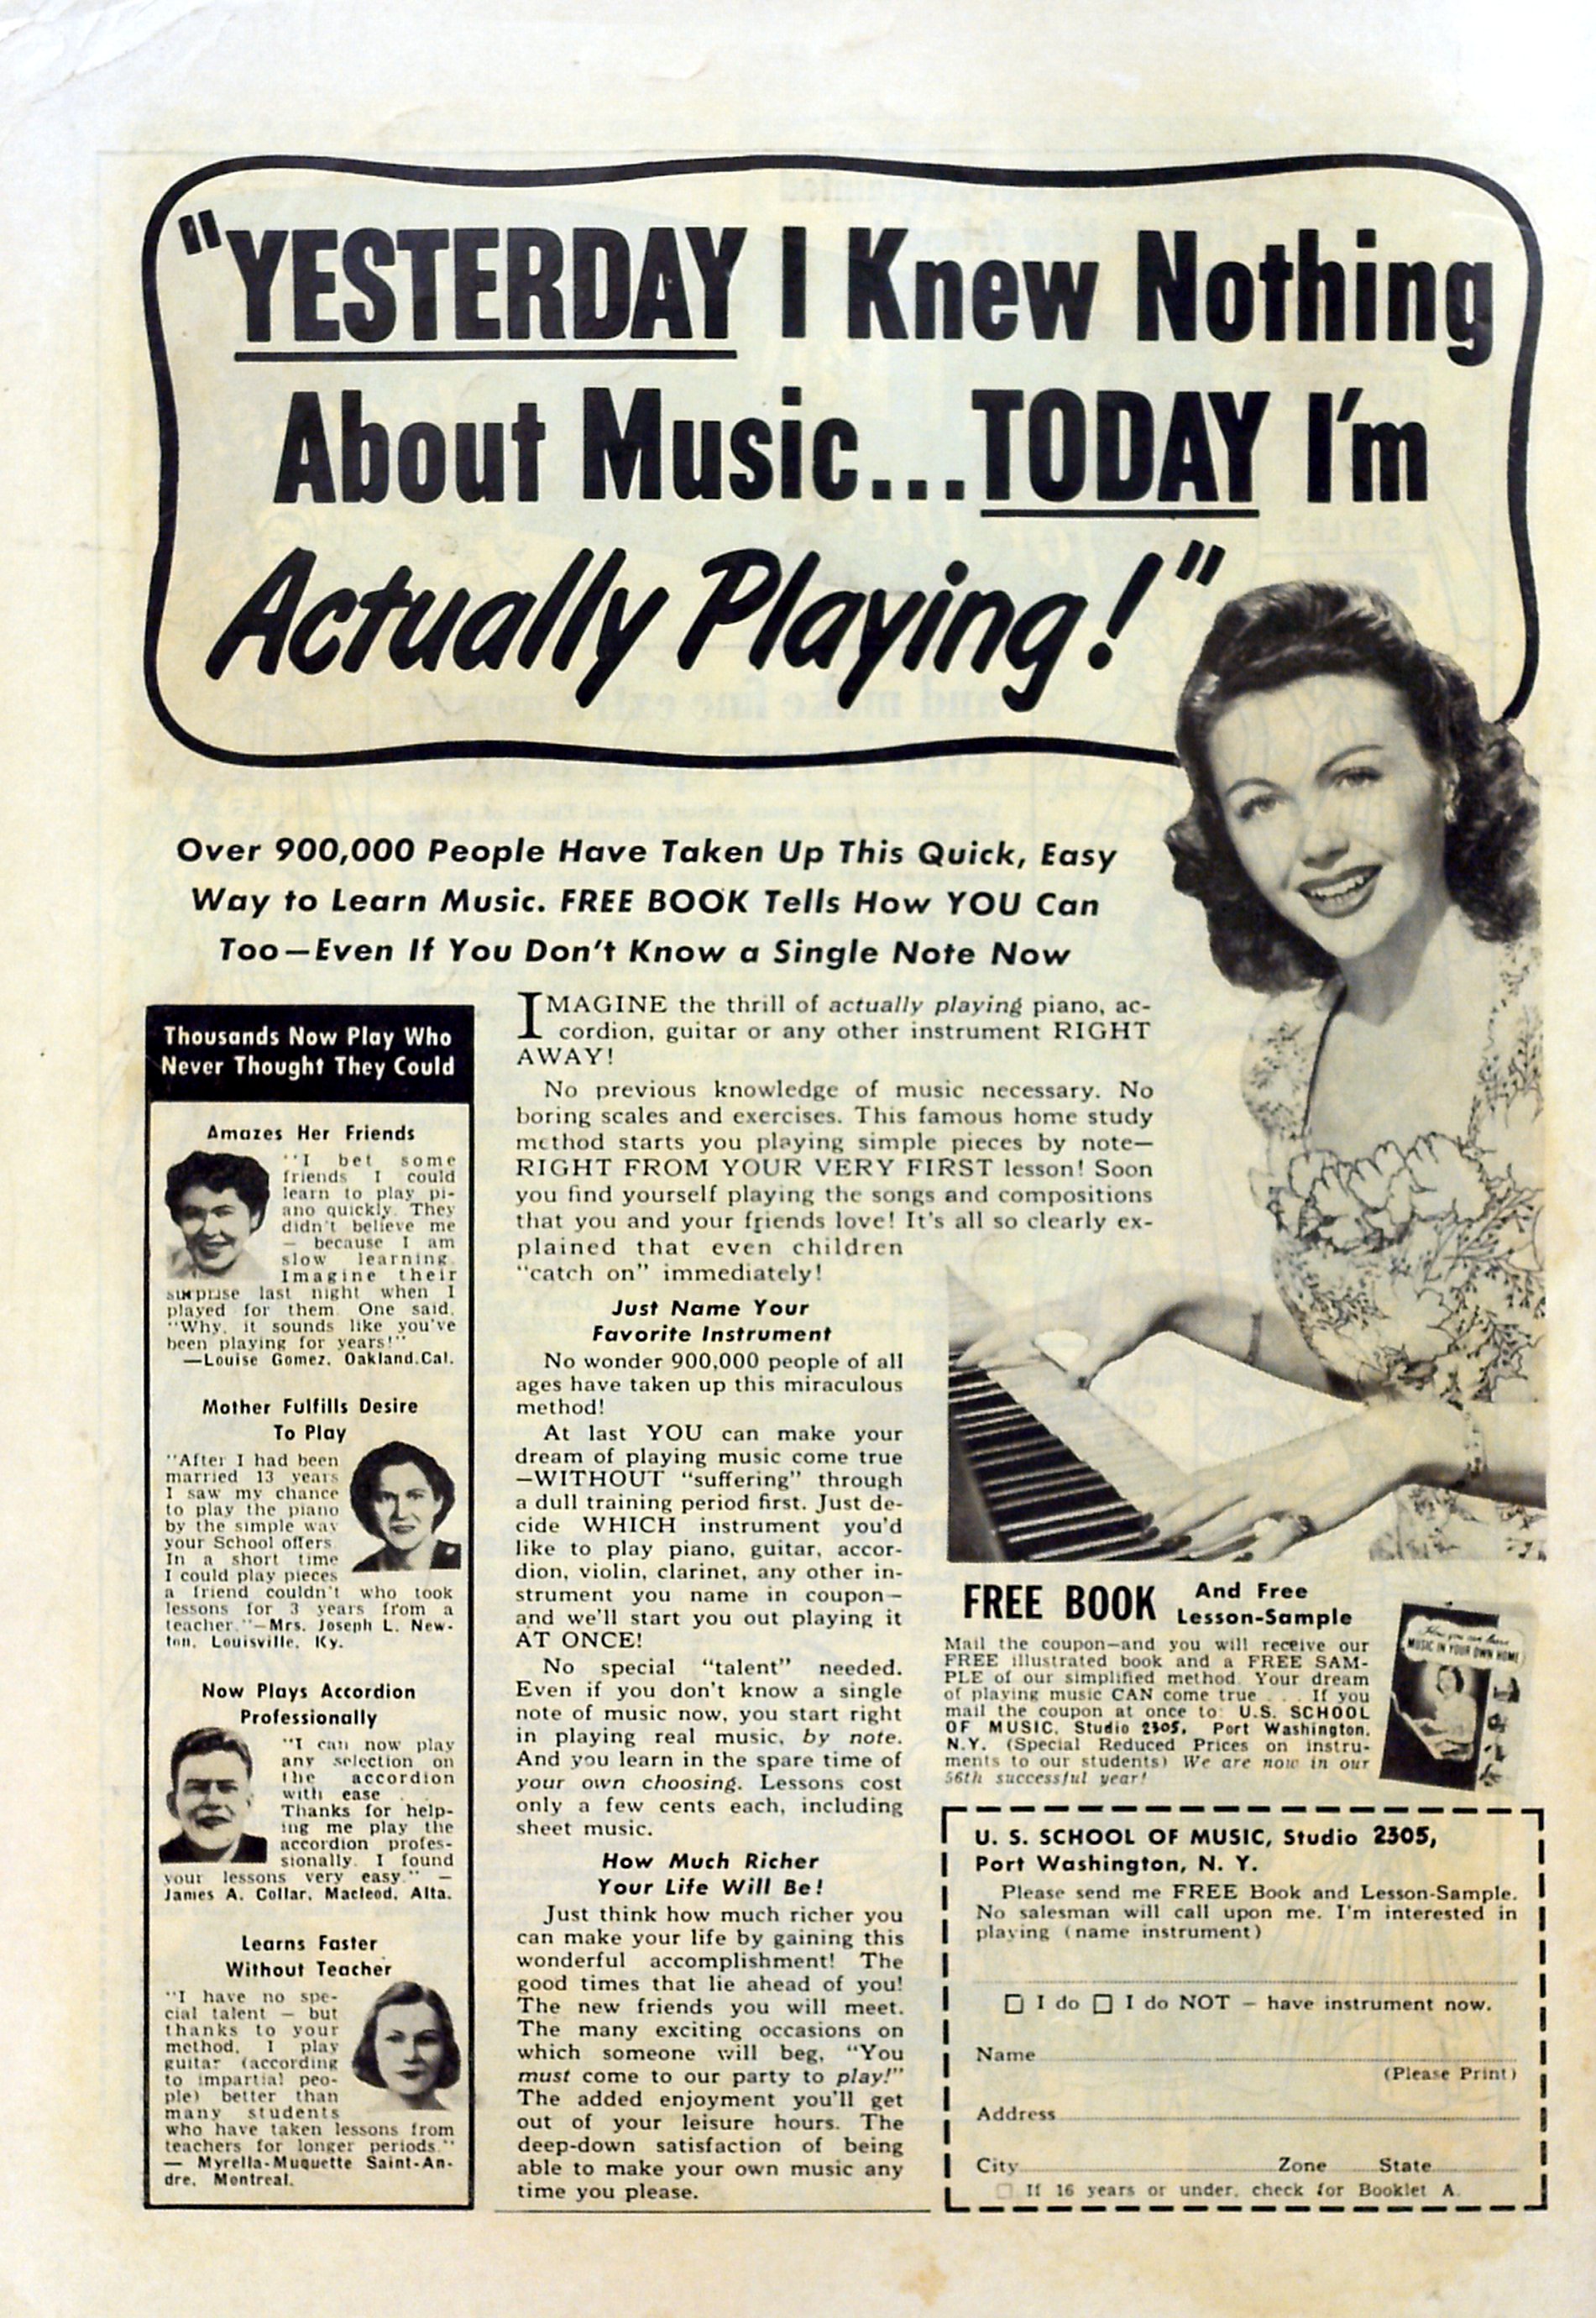 "YESTERDAY I Knew Nothing
About Music...TODAY I'm
Actually Playing!"
Over 900,000 People Have Taken Up This Quick, Easy
Way to Learn Music. FREE BOOK Tells How YOU Can
Too—Even If You Don't Know a Single Note Now
Thousands Now Play Who
Never Thought They Could
Amazes Her Friends
"I bet some
friends I could
learn to play pi-
ano quickly. They
didn't believe me
— because I am
slow learning.
Imagine their
surprise last night when I
played for them. One said,
"Why, it sounds like you've
been playing for years!"
—Louise Gomez, Oakland,Cal.
Mother Fulfills Desire
To Play
"After I had been
married 13 years
I saw my chance
to play the piano
by the simple way
your School offers.
In a short time
I could play pieces
a friend couldn't who took
lessons for 3 years from a
teacher."—Mrs. Joseph L. New-
ton, Louisville, Ky.
Now Plays Accordion
Professionally
"I can now play
any selection on
the accordion
with ease . .
Thanks for help-
ing me play the
accordion profes-
sionally. I found
your lessons very easy." —
James A. Collar, Macleod, Alta.
Learns Faster
Without Teacher
"I have no spe-
cial talent — but
thanks to your
method, I play
guitar (according
to impartial peo-
ple) better than
many students
who have taken lessons from
teachers for longer periods."
— Myrella-Muquette Saint-An-
dre, Montreal.
IMAGINE the thrill of actually playing piano, ac-
cordion, guitar or any other instrument RIGHT
AWAY!
No previous knowledge of music necessary. No
boring scales and exercises. This famous home study
method starts you playing simple pieces by note—
RIGHT FROM YOUR VERY FIRST lesson! Soon
you find yourself playing the songs and compositions
that you and your friends love! It's all so clearly ex-
plained that even children
"catch on" immediately!
Just Name Your
Favorite Instrument
No wonder 900,000 people of all
ages have taken up this miraculous
method!
At last YOU can make your
dream of playing music come true
—WITHOUT "suffering" through
a dull training period first. Just de-
cide WHICH instrument you'd
like to play piano, guitar, accor-
dion, violin, clarinet, any other in-
strument you name in coupon—
and we'll start you out playing it
AT ONCE!
No special "talent" needed.
Even if you don't know a single
note of music now, you start right
in playing real music, by note.
And you learn in the spare time of
your own choosing. Lessons cost
only a few cents each, including
sheet music.
How Much Richer
Your Life Will Be!
Just think how much richer you
can make your life by gaining this
wonderful accomplishment! The
good times that lie ahead of you!
The new friends you will meet.
The many exciting occasions on
which someone will beg, "You
must come to our party to play!"
The added enjoyment you'll get
out of your leisure hours. The
deep-down satisfaction of being
able to make your own music any
time you please.
FREE BOOK And Free
Lesson-Sample
Mail the coupon—and you will receive our
FREE illustrated book and a FREE SAM-
PLE of our simplified method. Your dream
of playing music CAN come true . . . If you
mail the coupon at once to: U.S. SCHOOL
OF MUSIC, Studio 2305, Port Washington,
N.Y. (Special Reduced Prices on instru-
ments to our students) We are now in our
56th successful year!
How you can learn
MUSIC IN YOUR OWN HOME
U. S. SCHOOL OF MUSIC, Studio 2305,
Port Washington, N. Y.
Please send me FREE Book and Lesson-Sample.
No salesman will call upon me. I'm interested in
playing (name instrument)
☐ I do ☐ I do NOT — have instrument now.
Name
(Please Print)
Address
City Zone State
☐ If 16 years or under, check for Booklet A.